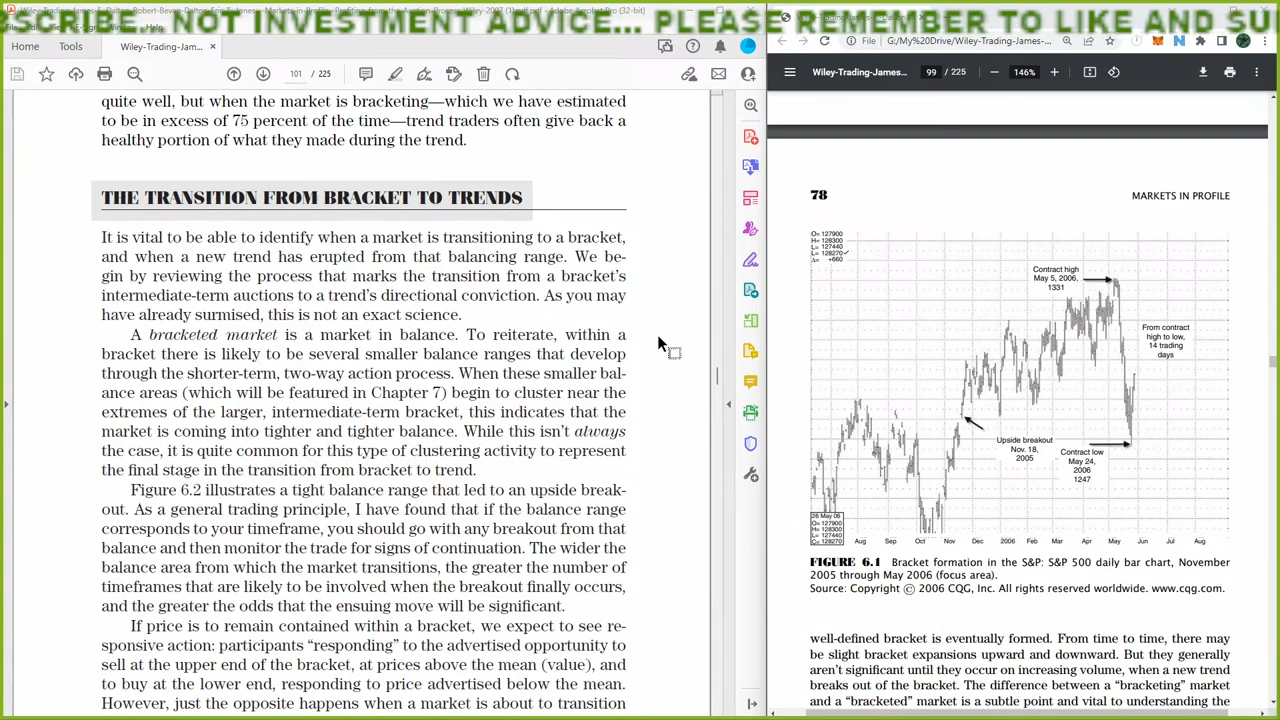 NOT INVESTMENT ADVICE... PLEASE REMEMBER TO LIKE AND SU
Home
Tools
Wiley-Trading-Jam...
×
101 / 225
File
G:/My%20Drive/Wiley-Trading-James-...
Wiley-Trading-James...
99 / 225
146%
quite well, but when the market is bracketing—which we have estimated
to be in excess of 75 percent of the time—trend traders often give back a
healthy portion of what they made during the trend.
THE TRANSITION FROM BRACKET TO TRENDS
It is vital to be able to identify when a market is transitioning to a bracket,
and when a new trend has erupted from that balancing range. We be-
gin by reviewing the process that marks the transition from a bracket's
intermediate-term auctions to a trend's directional conviction. As you may
have already surmised, this is not an exact science.
A bracketed market is a market in balance. To reiterate, within a
bracket there is likely to be several smaller balance ranges that develop
through the shorter-term, two-way action process. When these smaller bal-
ance areas (which will be featured in Chapter 7) begin to cluster near the
extremes of the larger, intermediate-term bracket, this indicates that the
market is coming into tighter and tighter balance. While this isn't always
the case, it is quite common for this type of clustering activity to represent
the final stage in the transition from bracket to trend.
Figure 6.2 illustrates a tight balance range that led to an upside break-
out. As a general trading principle, I have found that if the balance range
corresponds to your timeframe, you should go with any breakout from that
balance and then monitor the trade for signs of continuation. The wider the
balance area from which the market transitions, the greater the number of
timeframes that are likely to be involved when the breakout finally occurs,
and the greater the odds that the ensuing move will be significant.
If price is to remain contained within a bracket, we expect to see re-
sponsive action: participants "responding" to the advertised opportunity to
sell at the upper end of the bracket, at prices above the mean (value), and
to buy at the lower end, responding to price advertised below the mean.
However, just the opposite happens when a market is about to transition
78
MARKETS IN PROFILE
O= 127900
H= 128300
L= 127440
L= 128270
Δ= +660
Contract high
May 5, 2006,
1331
From contract
high to low,
14 trading
days
Upside breakout
Nov. 18,
2005
Contract low
May 24,
2006
1247
26 May 06
O= 127900
H= 128300
L= 127440
C= 128270
Aug Sep Oct Nov Dec 2006 Feb Mar Apr May Jun Jul Aug
FIGURE 6.1 Bracket formation in the S&P: S&P 500 daily bar chart, November
2005 through May 2006 (focus area).
Source: Copyright © 2006 CQG, Inc. All rights reserved worldwide. www.cqg.com.
well-defined bracket is eventually formed. From time to time, there may
be slight bracket expansions upward and downward. But they generally
aren't significant until they occur on increasing volume, when a new trend
breaks out of the bracket. The difference between a "bracketing" market
and a "bracketed" market is a subtle point and vital to understanding the